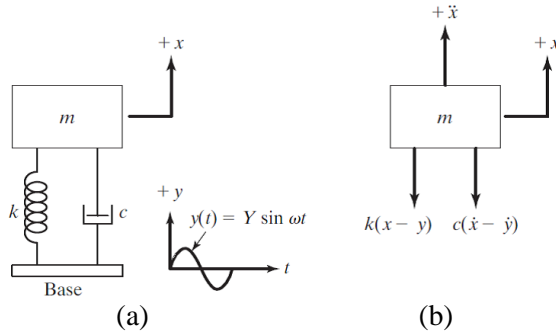 + x
m
k
c
+ y
y(t) = Y sin ωt
t
Base
(a)
+ ẍ
+ x
m
k(x − y)
c(ẋ − ẏ)
(b)